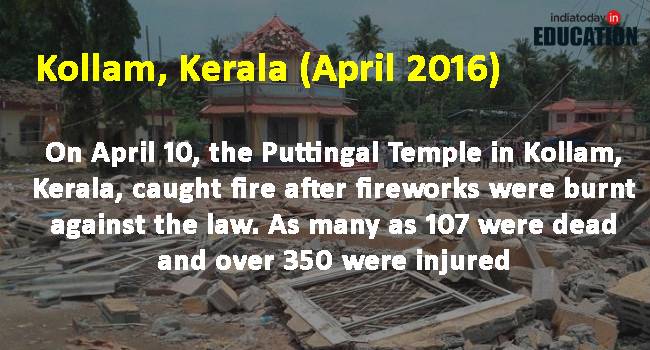 indiatoday.in
EDUCATION
Kollam, Kerala (April 2016)
On April 10, the Puttingal Temple in Kollam,
Kerala, caught fire after fireworks were burnt
against the law. As many as 107 were dead
and over 350 were injured